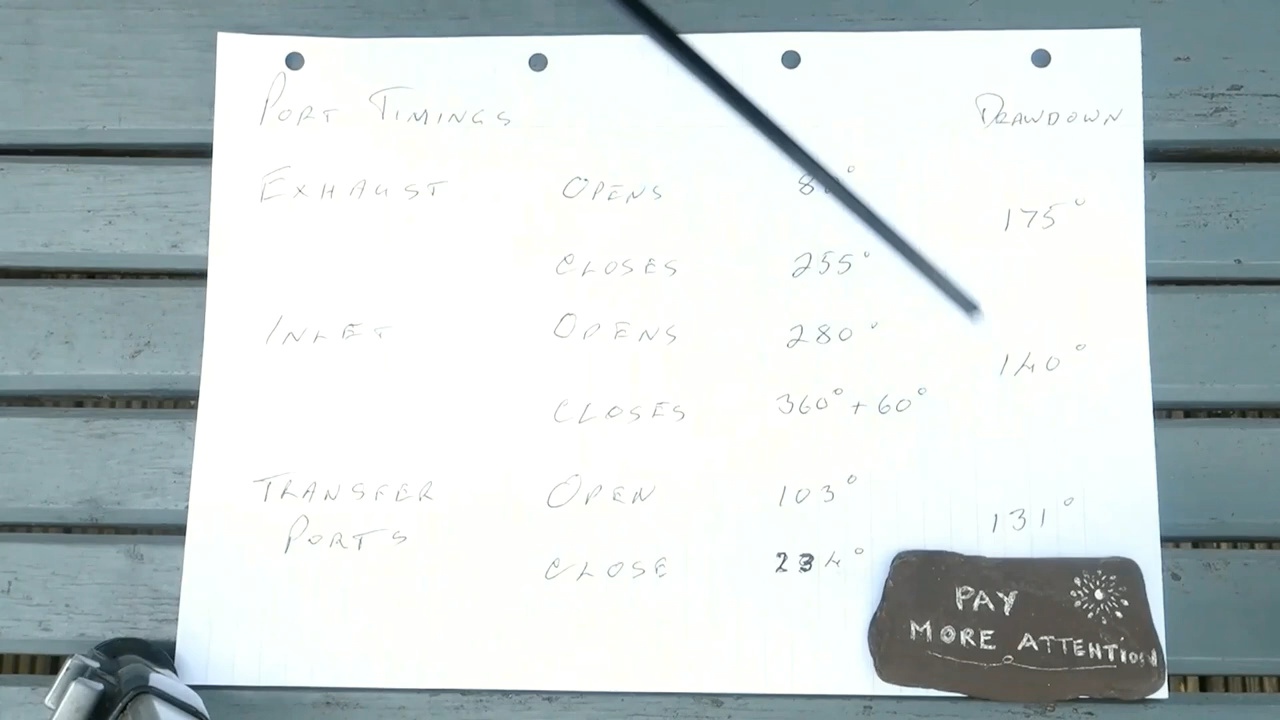 PORT TIMINGS DRAWDOWN
EXHAUST OPENS
175°
CLOSES 255°
INLET OPENS 280°
140°
CLOSES 360° + 60°
TRANSFER OPEN 103°
131°
PORTS
CLOSE 234°
PAY
MORE ATTENTION